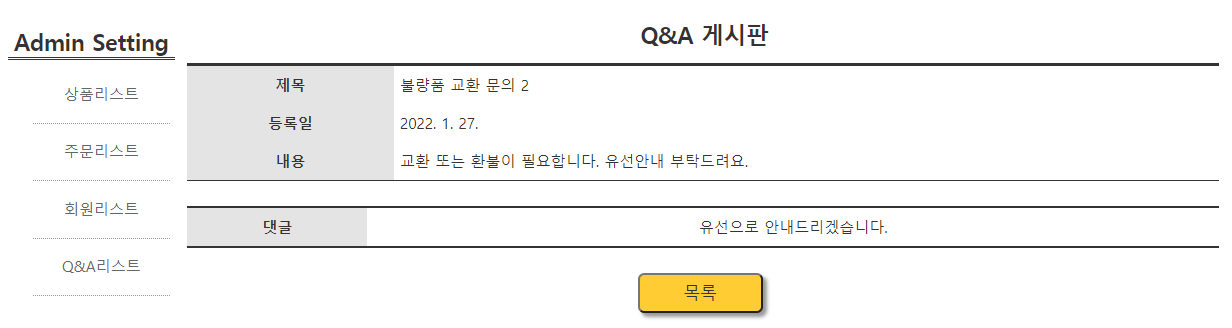 Admin Setting
상품리스트
주문리스트
회원리스트
Q&A리스트
Q&A 게시판
제목 불량품 교환 문의 2
등록일 2022. 1. 27.
내용 교환 또는 환불이 필요합니다. 유선안내 부탁드려요.
댓글 유선으로 안내드리겠습니다.
목록